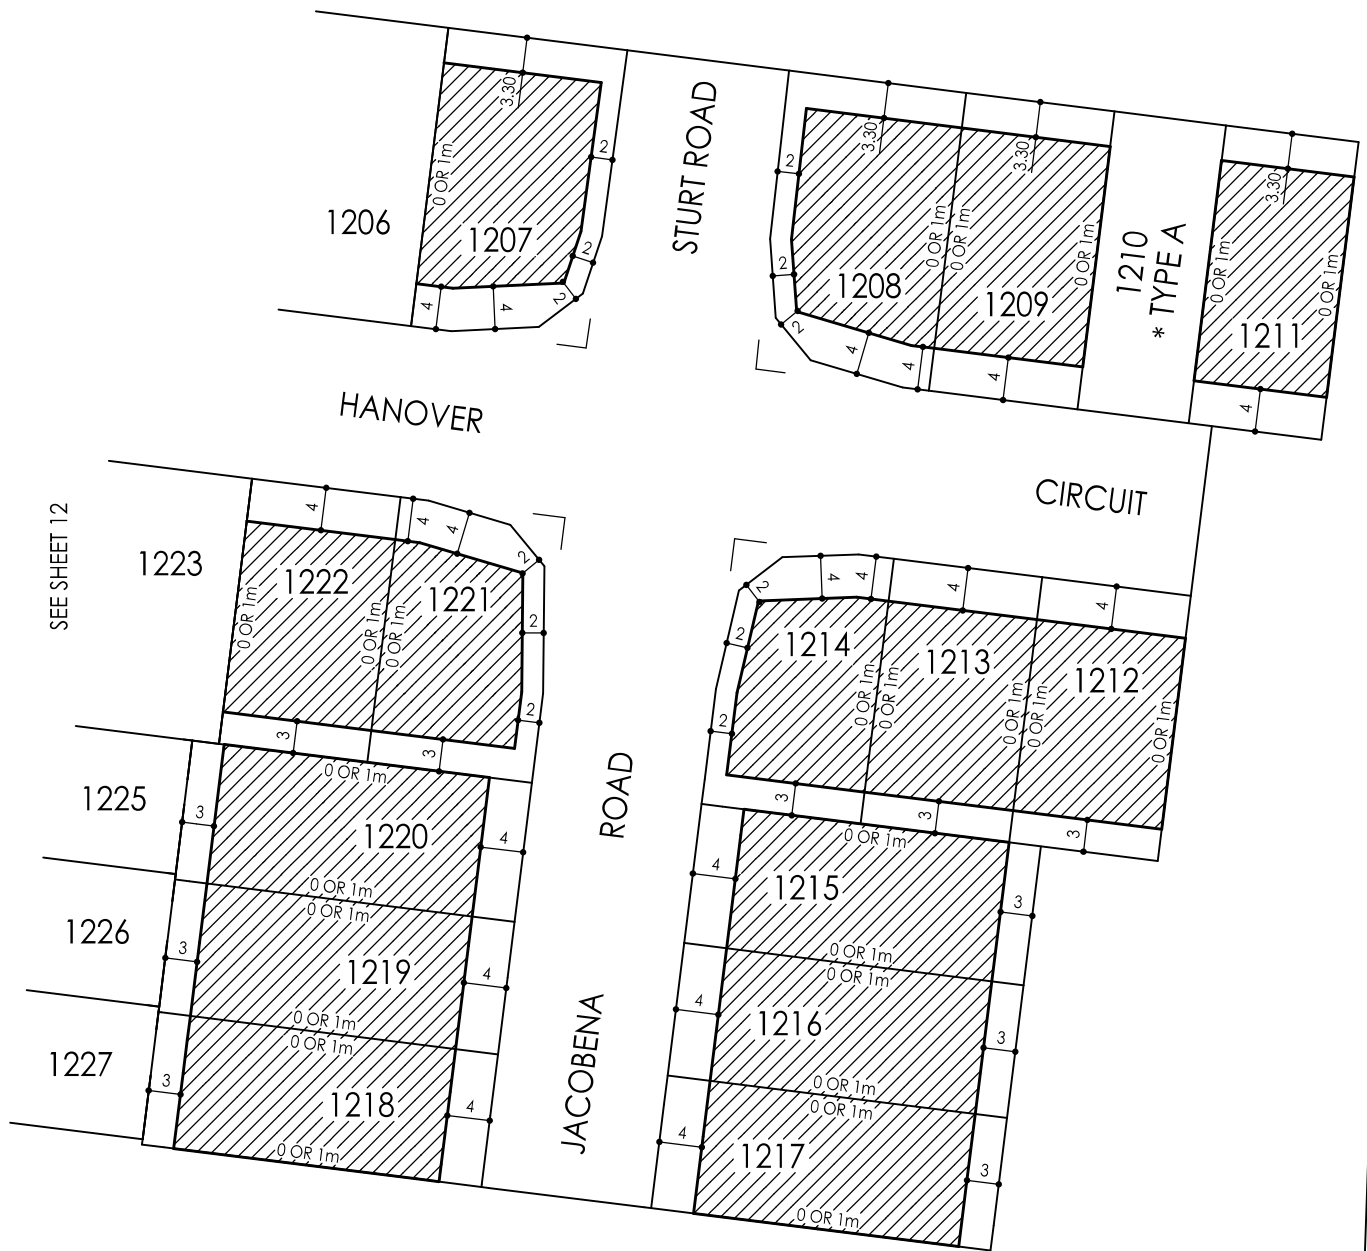 3.30
3.30
3.30
3.30
STURT ROAD
2
2
0 OR 1m
1206
1207
2
2
2
4
4
2
0 OR 1m
0 OR 1m
0 OR 1m
1208
1209
2
4
4
4
1210
* TYPE A
0 OR 1m
0 OR 1m
1211
4
HANOVER
CIRCUIT
SEE SHEET 12
1223
4
4
4
2
1222
1221
0 OR 1m
0 OR 1m
0 OR 1m
2
2
3
3
2
4
4
4
4
2
1214
1213
1212
0 OR 1m
0 OR 1m
0 OR 1m
0 OR 1m
0 OR 1m
2
3
3
3
ROAD
JACOBENA
1225
3
0 OR 1m
1220
4
0 OR 1m
0 OR 1m
1226
3
1219
4
0 OR 1m
0 OR 1m
1227
3
1218
4
0 OR 1m
0 OR 1m
4
1215
3
0 OR 1m
0 OR 1m
4
1216
3
0 OR 1m
0 OR 1m
4
1217
3
0 OR 1m